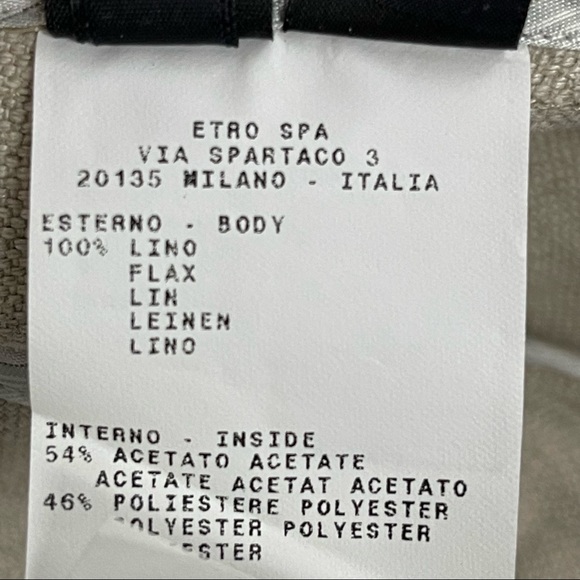 ETRO SPA
VIA SPARTACO 3
20135 MILANO - ITALIA
ESTERNO - BODY
100% LINO
FLAX
LIN
LEINEN
LINO
INTERNO - INSIDE
54% ACETATO ACETATE
ACETATE ACETAT ACETATO
46% POLIESTERE POLYESTER
POLYESTER POLYESTER